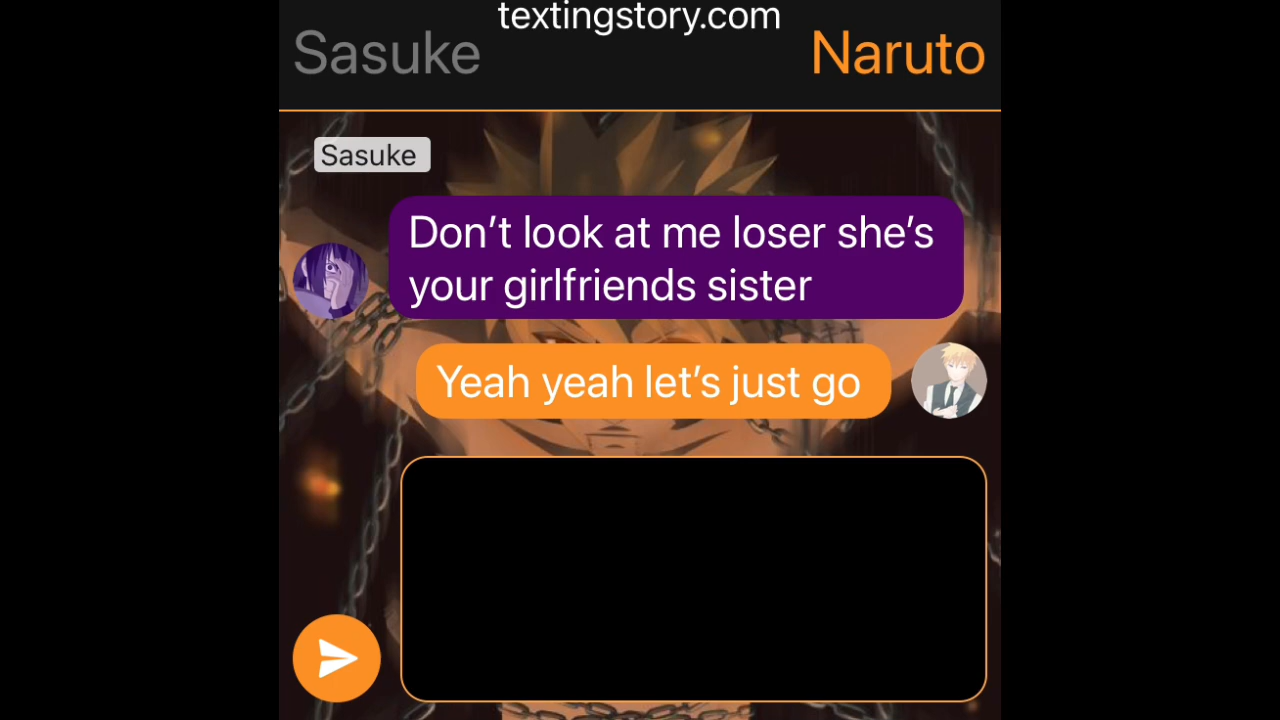 textingstory.com
Sasuke Naruto
Sasuke
Don’t look at me loser she’s
your girlfriends sister
Yeah yeah let’s just go